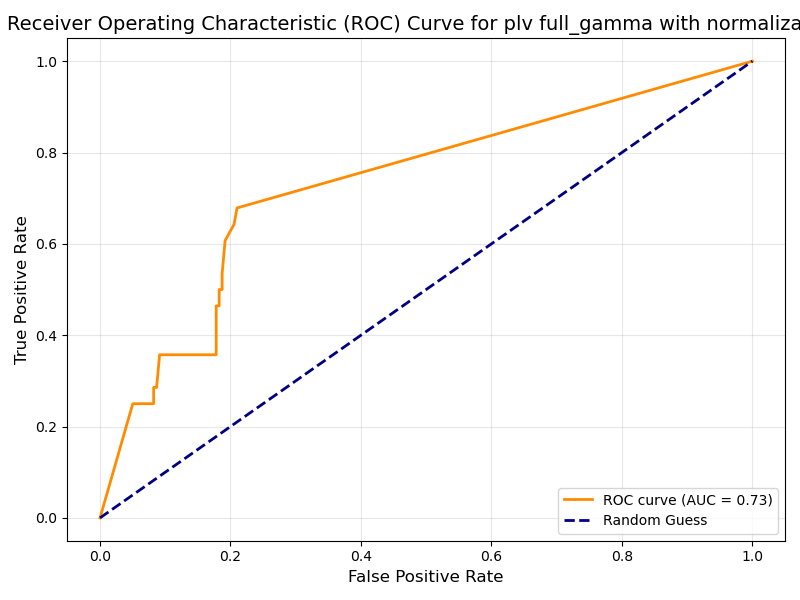 Receiver Operating Characteristic (ROC) Curve for plv full_gamma with normaliza
1.0
0.8
0.6
0.4
0.2
0.0
True Positive Rate
0.0 0.2 0.4 0.6 0.8 1.0
False Positive Rate
ROC curve (AUC = 0.73)
Random Guess